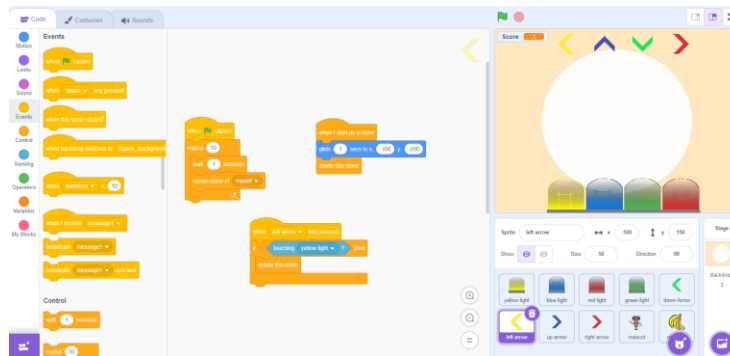 Code
Costumes
Sounds
Motion
Looks
Sound
Events
Control
Sensing
Operators
Variables
My Blocks
Events
when clicked
when space key pressed
when this sprite clicked
when backdrop switches to Space_Background
when loudness > 10
when I receive message1
broadcast message1
broadcast message1 and wait
Control
wait 1 seconds
repeat 10
when clicked
repeat 10
wait 1 seconds
create clone of myself
when I start as a clone
glide 1 secs to x: -100 y: -200
delete this clone
when left arrow key pressed
if touching yellow light ? then
delete this clone
Score
Sprite left arrow x -100 y 150
Show Size 50 Direction 90
yellow light
blue light
red light
green light
down Arrow
left arrow
up arrow
right arrow
mascot
Stage
Backdrop
3